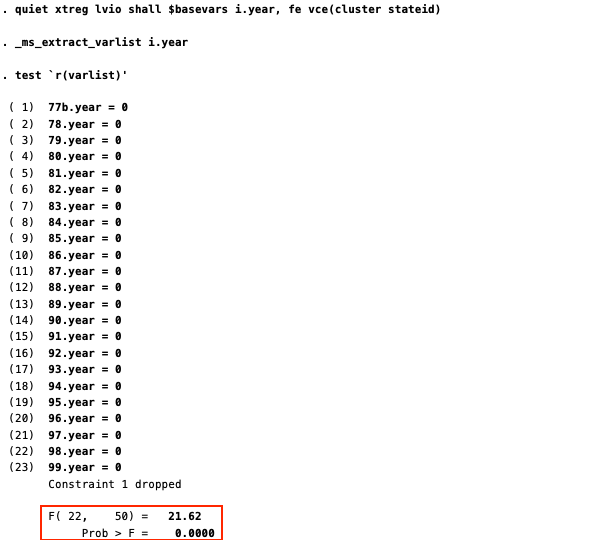 . quiet xtreg lvio shall $basevars i.year, fe vce(cluster stateid)
. _ms_extract_varlist i.year
. test `r(varlist)'
( 1)  77b.year = 0
( 2)  78.year = 0
( 3)  79.year = 0
( 4)  80.year = 0
( 5)  81.year = 0
( 6)  82.year = 0
( 7)  83.year = 0
( 8)  84.year = 0
( 9)  85.year = 0
(10)  86.year = 0
(11)  87.year = 0
(12)  88.year = 0
(13)  89.year = 0
(14)  90.year = 0
(15)  91.year = 0
(16)  92.year = 0
(17)  93.year = 0
(18)  94.year = 0
(19)  95.year = 0
(20)  96.year = 0
(21)  97.year = 0
(22)  98.year = 0
(23)  99.year = 0
Constraint 1 dropped
F( 22,    50) =   21.62
Prob > F =    0.0000